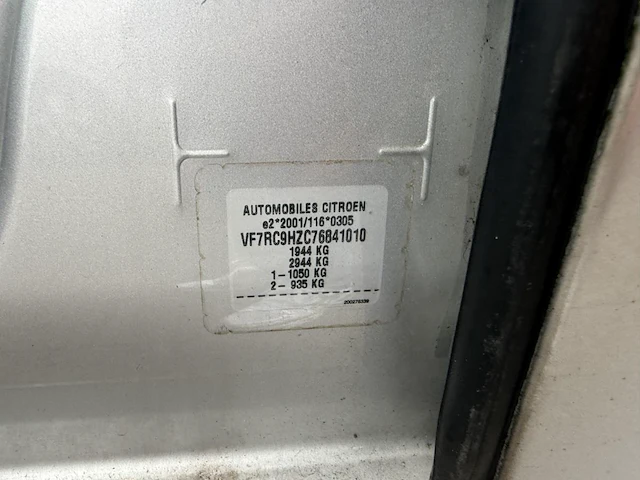 AUTOMOBILES CITROEN
e2*2001/116*0305
VF7RC9HZC76841010
1944 KG
2944 KG
1- 1050 KG
2- 935 KG